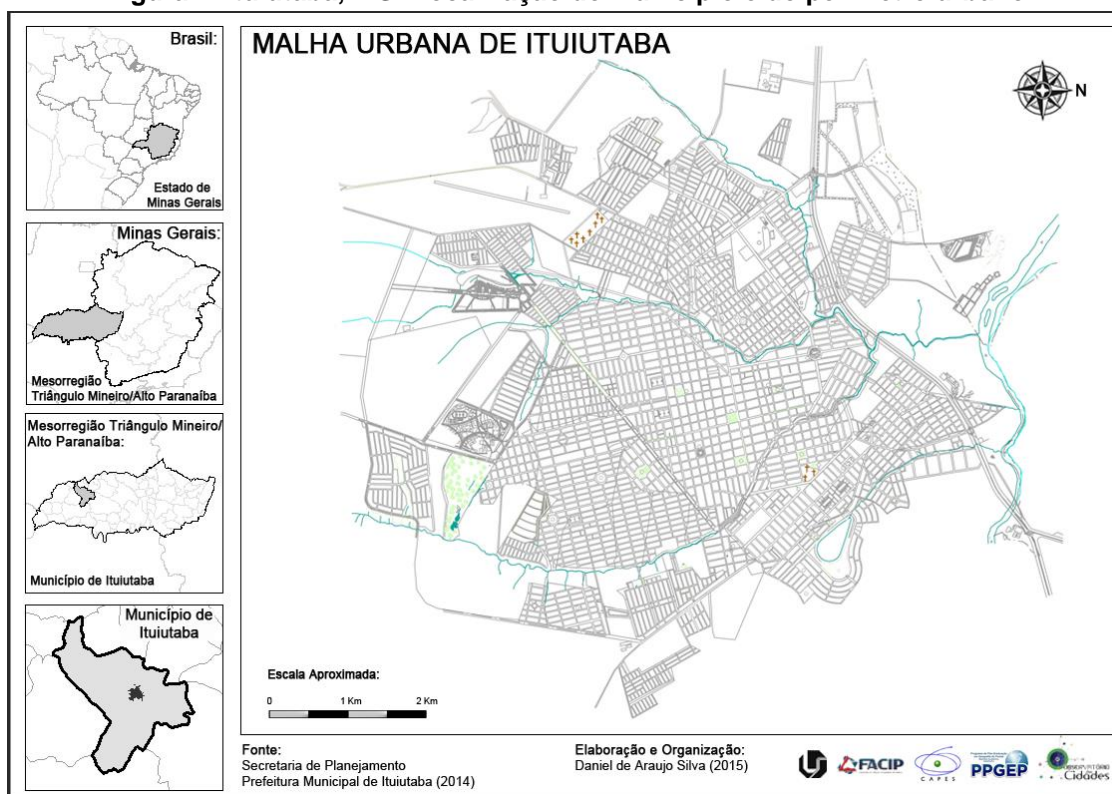 Brasil:
Estado de
Minas Gerais
Minas Gerais:
Mesorregião
Triângulo Mineiro/Alto Paranaíba
Mesorregião Triângulo Mineiro/
Alto Paranaíba:
Município de Ituiutaba
Município de
Ituiutaba
MALHA URBANA DE ITUIUTABA
N
Escala Aproximada:
0 1 Km 2 Km
Fonte:
Secretaria de Planejamento
Prefeitura Municipal de Ituiutaba (2014)
Elaboração e Organização:
Daniel de Araujo Silva (2015)
FACIP
CAPES
PPGEP
Cidades